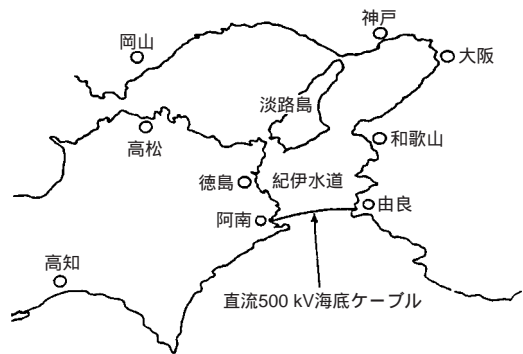 神戸
岡山
大阪
淡路島
高松
和歌山
徳島
紀伊水道
由良
阿南
高知
直流500 kV海底ケーブル